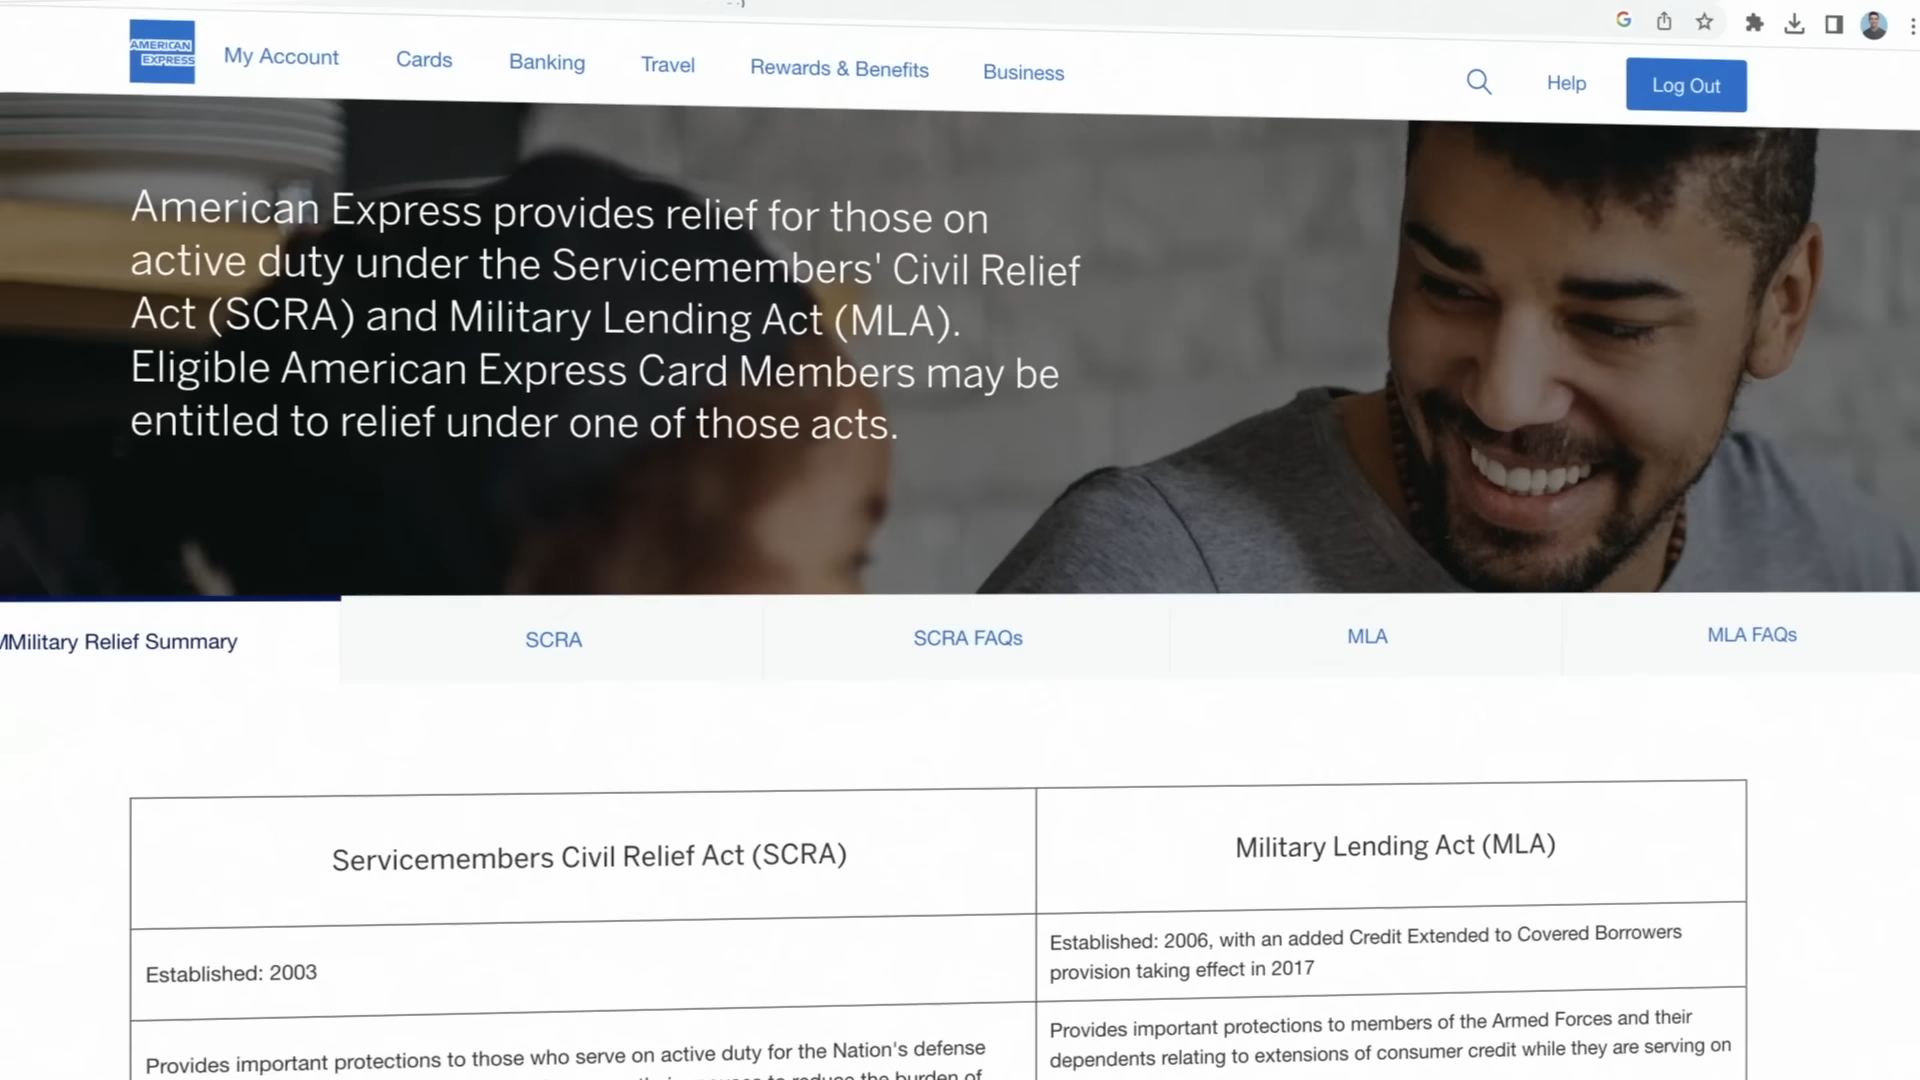 AMERICAN
EXPRESS
My Account
Cards
Banking
Travel
Rewards & Benefits
Business
Help
Log Out
American Express provides relief for those on
active duty under the Servicemembers' Civil Relief
Act (SCRA) and Military Lending Act (MLA).
Eligible American Express Card Members may be
entitled to relief under one of those acts.
MMilitary Relief Summary
SCRA
SCRA FAQs
MLA
MLA FAQs
Servicemembers Civil Relief Act (SCRA)
Military Lending Act (MLA)
Established: 2003
Established: 2006, with an added Credit Extended to Covered Borrowers
provision taking effect in 2017
Provides important protections to those who serve on active duty for the Nation's defense
to reduce the burden of
Provides important protections to members of the Armed Forces and their
dependents relating to extensions of consumer credit while they are serving on